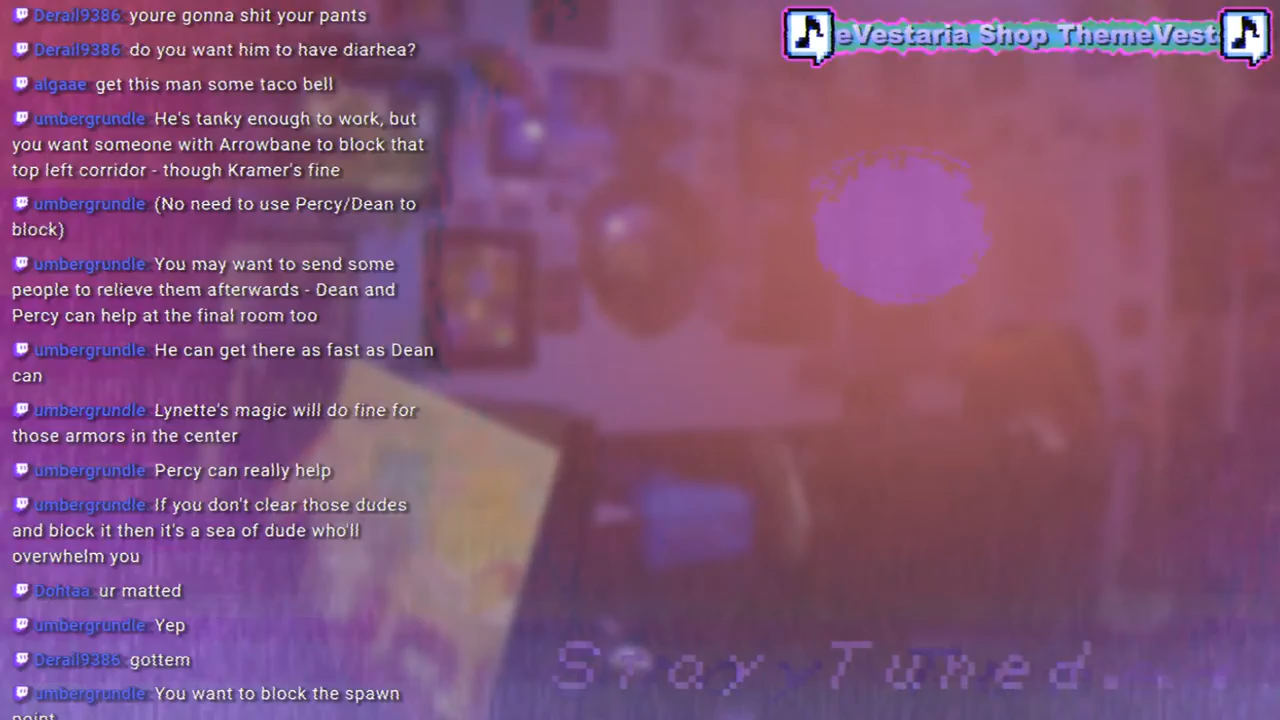 Derail9386: youre gonna shit your pants
Derail9386: do you want him to have diarhea?
algaae: get this man some taco bell
umbergrundle: He's tanky enough to work, but
you want someone with Arrowbane to block that
top left corridor - though Kramer's fine
umbergrundle: (No need to use Percy/Dean to
block)
umbergrundle: You may want to send some
people to relieve them afterwards - Dean and
Percy can help at the final room too
umbergrundle: He can get there as fast as Dean
can
umbergrundle: Lynette's magic will do fine for
those armors in the center
umbergrundle: Percy can really help
umbergrundle: If you don't clear those dudes
and block it then it's a sea of dude who'll
overwhelm you
Dohtaa: ur matted
umbergrundle: Yep
Derail9386: gottem
umbergrundle: You want to block the spawn
point
eVestaria Shop ThemeVest
Stay Tuned...